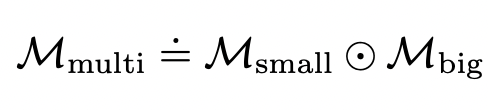 ℳ_multi ≐ ℳ_small ⊙ ℳ_big